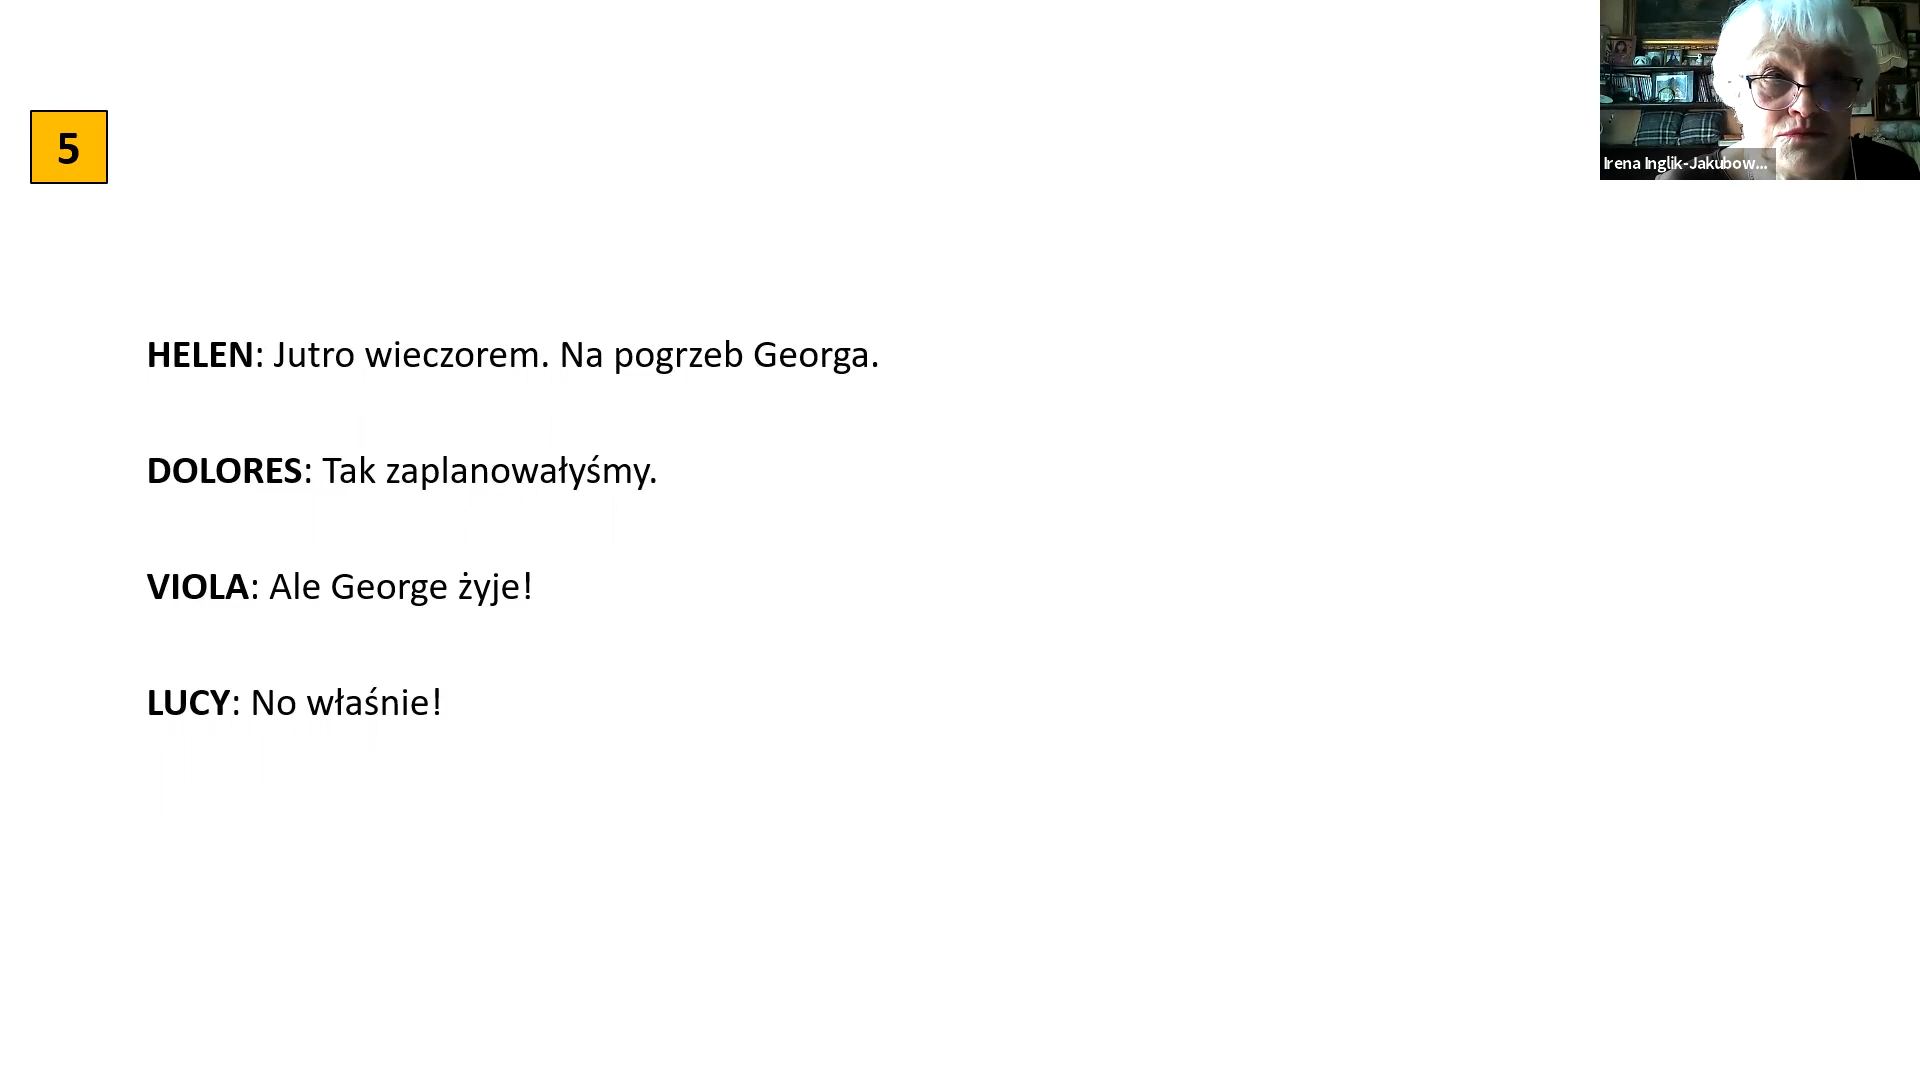 5
Irena Inglik-Jakubow...
HELEN: Jutro wieczorem. Na pogrzeb Georga.
DOLORES: Tak zaplanowałyśmy.
VIOLA: Ale George żyje!
LUCY: No właśnie!